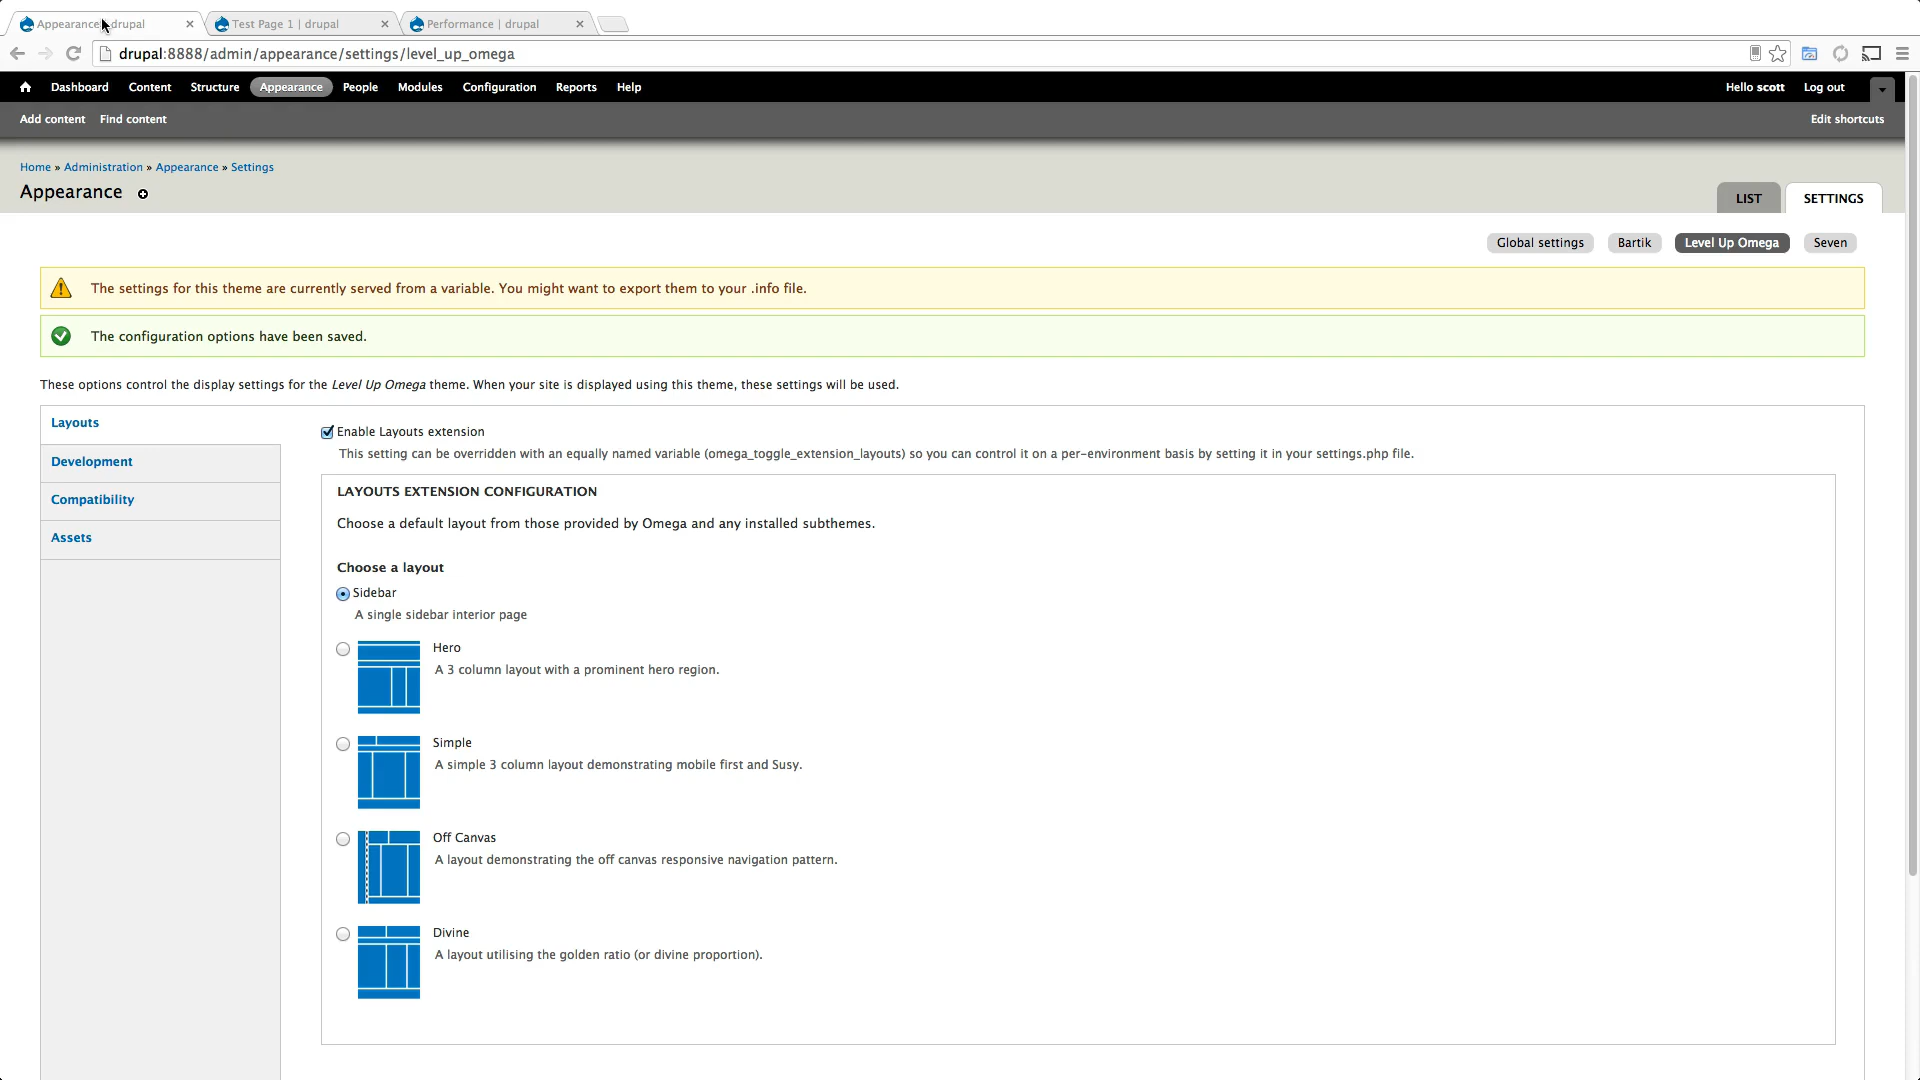 Appearance | drupal
Test Page 1 | drupal
Performance | drupal
drupal:8888/admin/appearance/settings/level_up_omega
Dashboard Content Structure Appearance People Modules Configuration Reports Help
Hello scott Log out
Add content Find content
Edit shortcuts
Home » Administration » Appearance » Settings
Appearance
LIST SETTINGS
Global settings Bartik Level Up Omega Seven
The settings for this theme are currently served from a variable. You might want to export them to your .info file.
The configuration options have been saved.
These options control the display settings for the Level Up Omega theme. When your site is displayed using this theme, these settings will be used.
Layouts
Development
Compatibility
Assets
Enable Layouts extension
This setting can be overridden with an equally named variable (omega_toggle_extension_layouts) so you can control it on a per-environment basis by setting it in your settings.php file.
LAYOUTS EXTENSION CONFIGURATION
Choose a default layout from those provided by Omega and any installed subthemes.
Choose a layout
Sidebar
A single sidebar interior page
Hero
A 3 column layout with a prominent hero region.
Simple
A simple 3 column layout demonstrating mobile first and Susy.
Off Canvas
A layout demonstrating the off canvas responsive navigation pattern.
Divine
A layout utilising the golden ratio (or divine proportion).